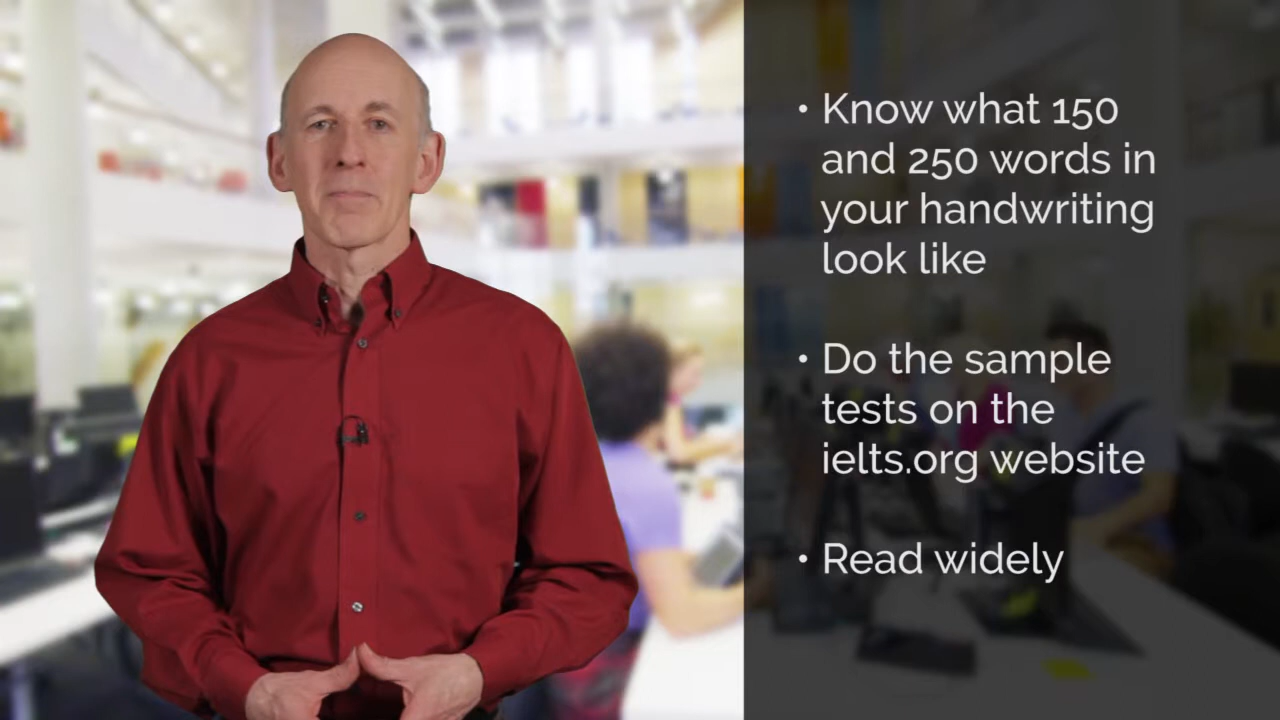 • Know what 150
and 250 words in
your handwriting
look like
• Do the sample
tests on the
ielts.org website
• Read widely